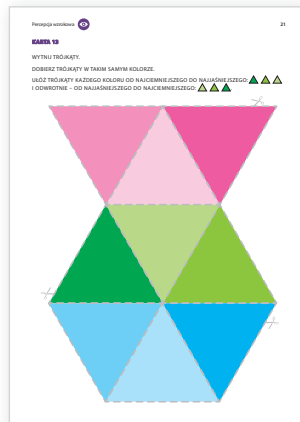 Percepcja wzrokowa
21
KARTA 13
WYTNIJ TRÓJKĄTY.
DOBIERZ TRÓJKĄTY W TAKIM SAMYM KOLORZE.
UŁÓŻ TRÓJKĄTY KAŻDEGO KOLORU OD NAJCIEMNIEJSZEGO DO NAJJAŚNIEJSZEGO:
I ODWROTNIE – OD NAJJAŚNIEJSZEGO DO NAJCIEMNIEJSZEGO: